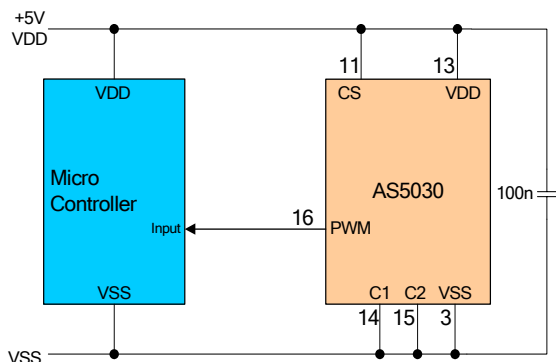 +5V
VDD
11
13
VDD
CS
VDD
Micro
Controller
AS5030
100n
16
Input
PWM
VSS
C1
C2
VSS
14
15
3
VSS